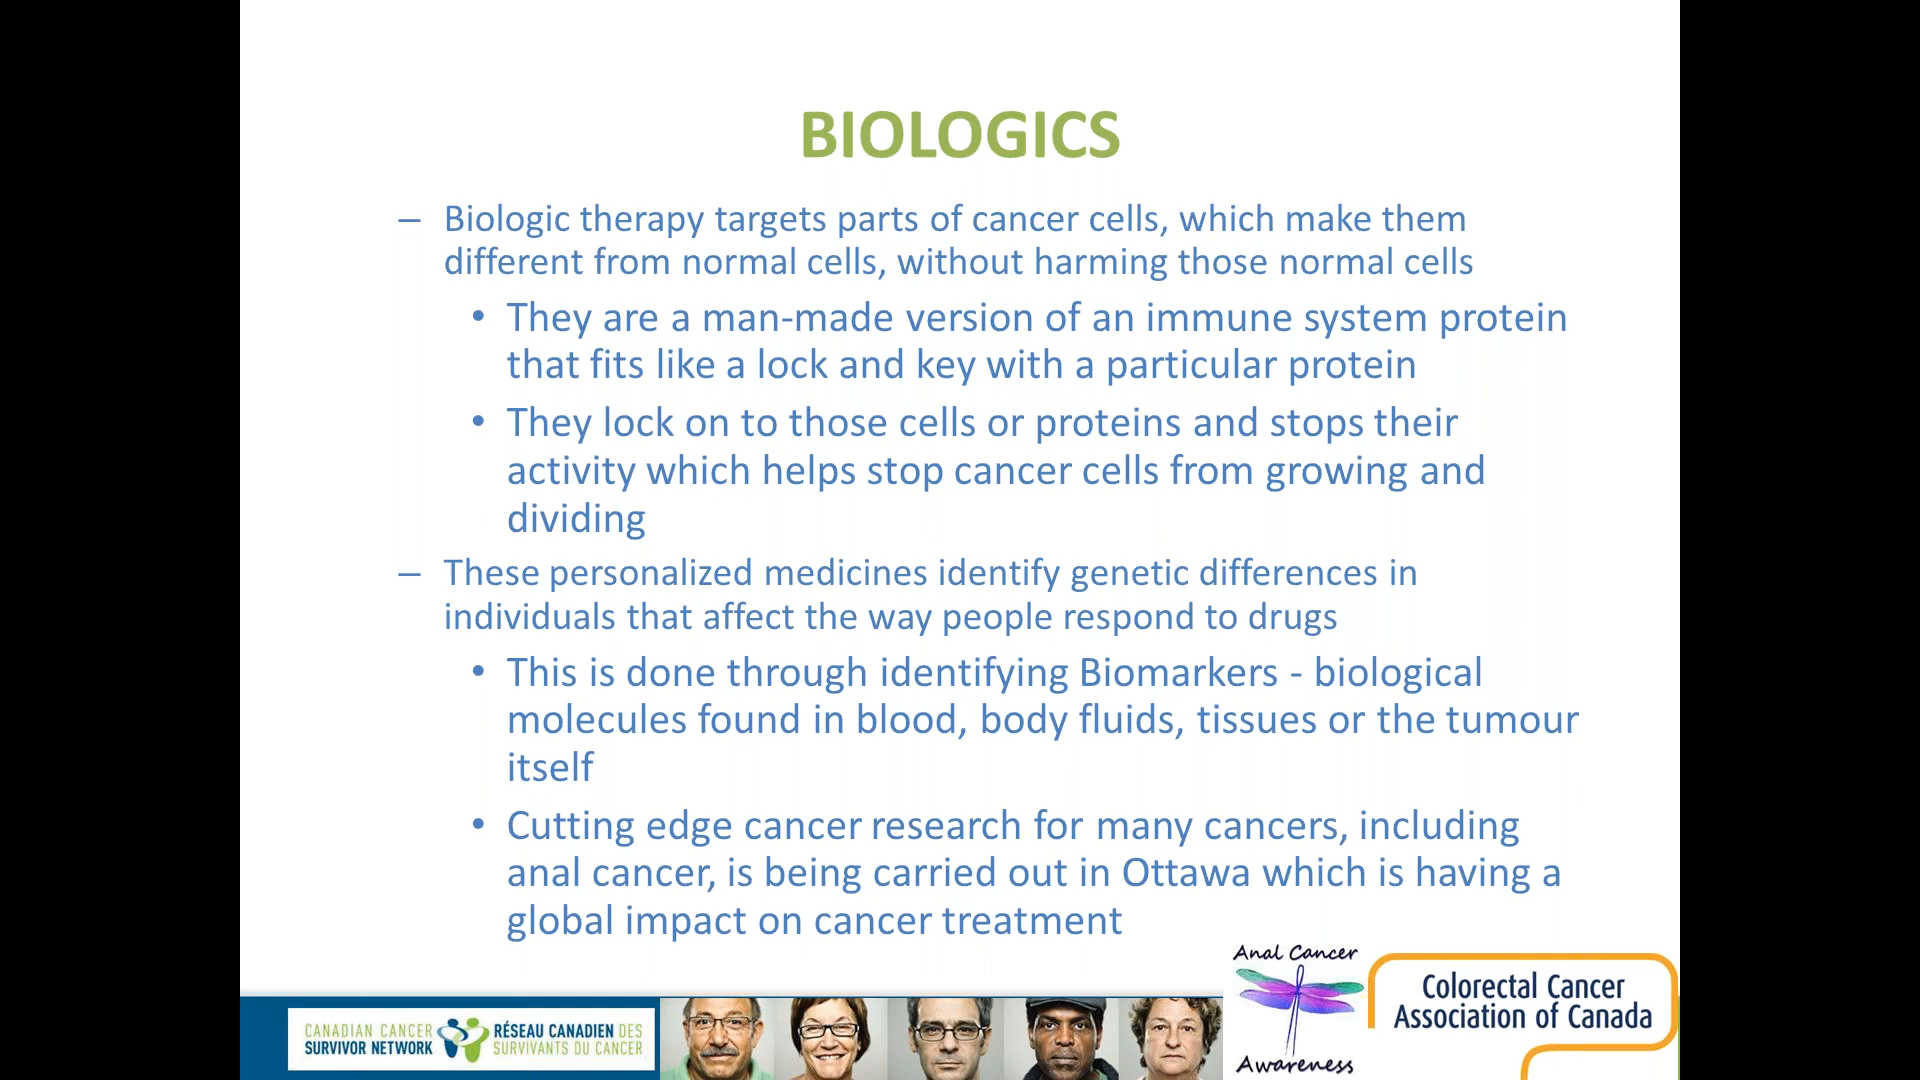 BIOLOGICS
– Biologic therapy targets parts of cancer cells, which make them
different from normal cells, without harming those normal cells
• They are a man-made version of an immune system protein
that fits like a lock and key with a particular protein
• They lock on to those cells or proteins and stops their
activity which helps stop cancer cells from growing and
dividing
– These personalized medicines identify genetic differences in
individuals that affect the way people respond to drugs
• This is done through identifying Biomarkers - biological
molecules found in blood, body fluids, tissues or the tumour
itself
• Cutting edge cancer research for many cancers, including
anal cancer, is being carried out in Ottawa which is having a
global impact on cancer treatment
CANADIAN CANCER
SURVIVOR NETWORK
RÉSEAU CANADIEN DES
SURVIVANTS DU CANCER
Anal Cancer
Awareness
Colorectal Cancer
Association of Canada